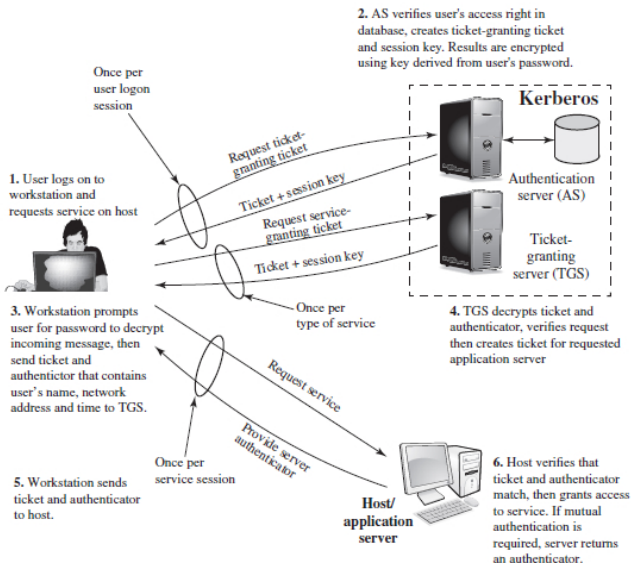 2. AS verifies user's access right in
database, creates ticket-granting ticket
and session key. Results are encrypted
using key derived from user's password.
Once per
user logon
session
Kerberos
Request ticket-
granting ticket
1. User logs on to
workstation and
requests service on host
Ticket + session key
Authentication
server (AS)
Request service-
granting ticket
Ticket-
granting
server (TGS)
Ticket + session key
3. Workstation prompts
user for password to decrypt
incoming message, then
send ticket and
authentictor that contains
user's name, network
address and time to TGS.
Once per
type of service
4. TGS decrypts ticket and
authenticator, verifies request
then creates ticket for requested
application server
Request service
Provide server
authenticator
5. Workstation sends
ticket and authenticator
to host.
Once per
service session
Host/
application
server
6. Host verifies that
ticket and authenticator
match, then grants access
to service. If mutual
authentication is
required, server returns
an authenticator.